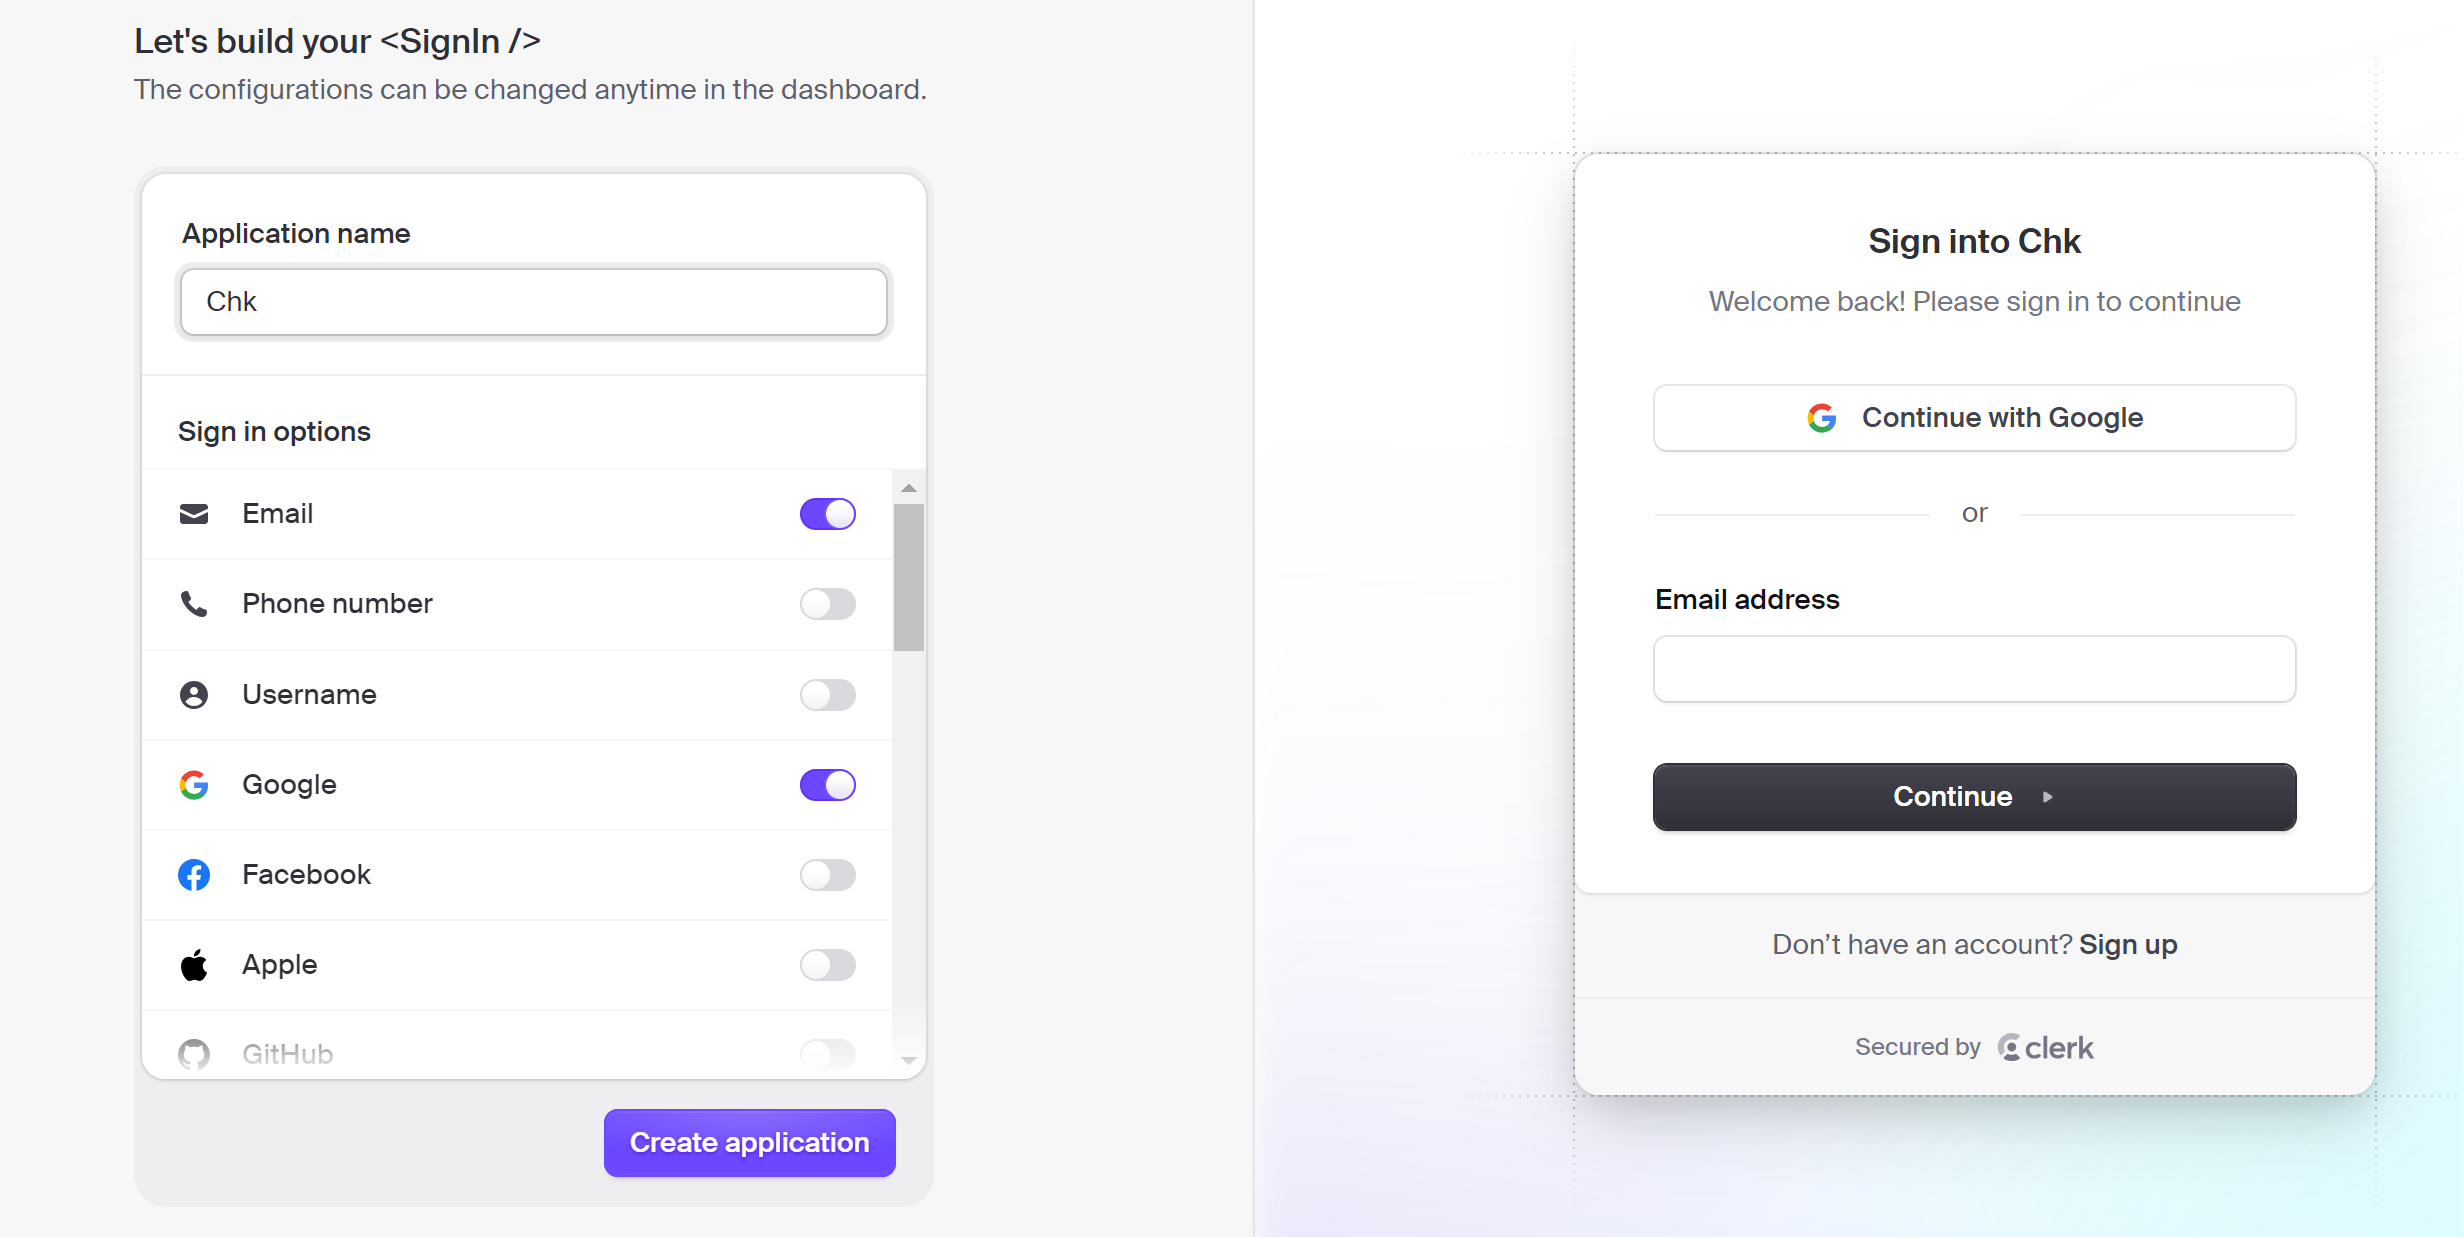 Let's build your <SignIn />
The configurations can be changed anytime in the dashboard.
Application name
Chk
Sign in options
Email
Phone number
Username
Google
Facebook
Apple
GitHub
Create application
Sign into Chk
Welcome back! Please sign in to continue
Continue with Google
or
Email address
Continue
Don’t have an account? Sign up
Secured by clerk